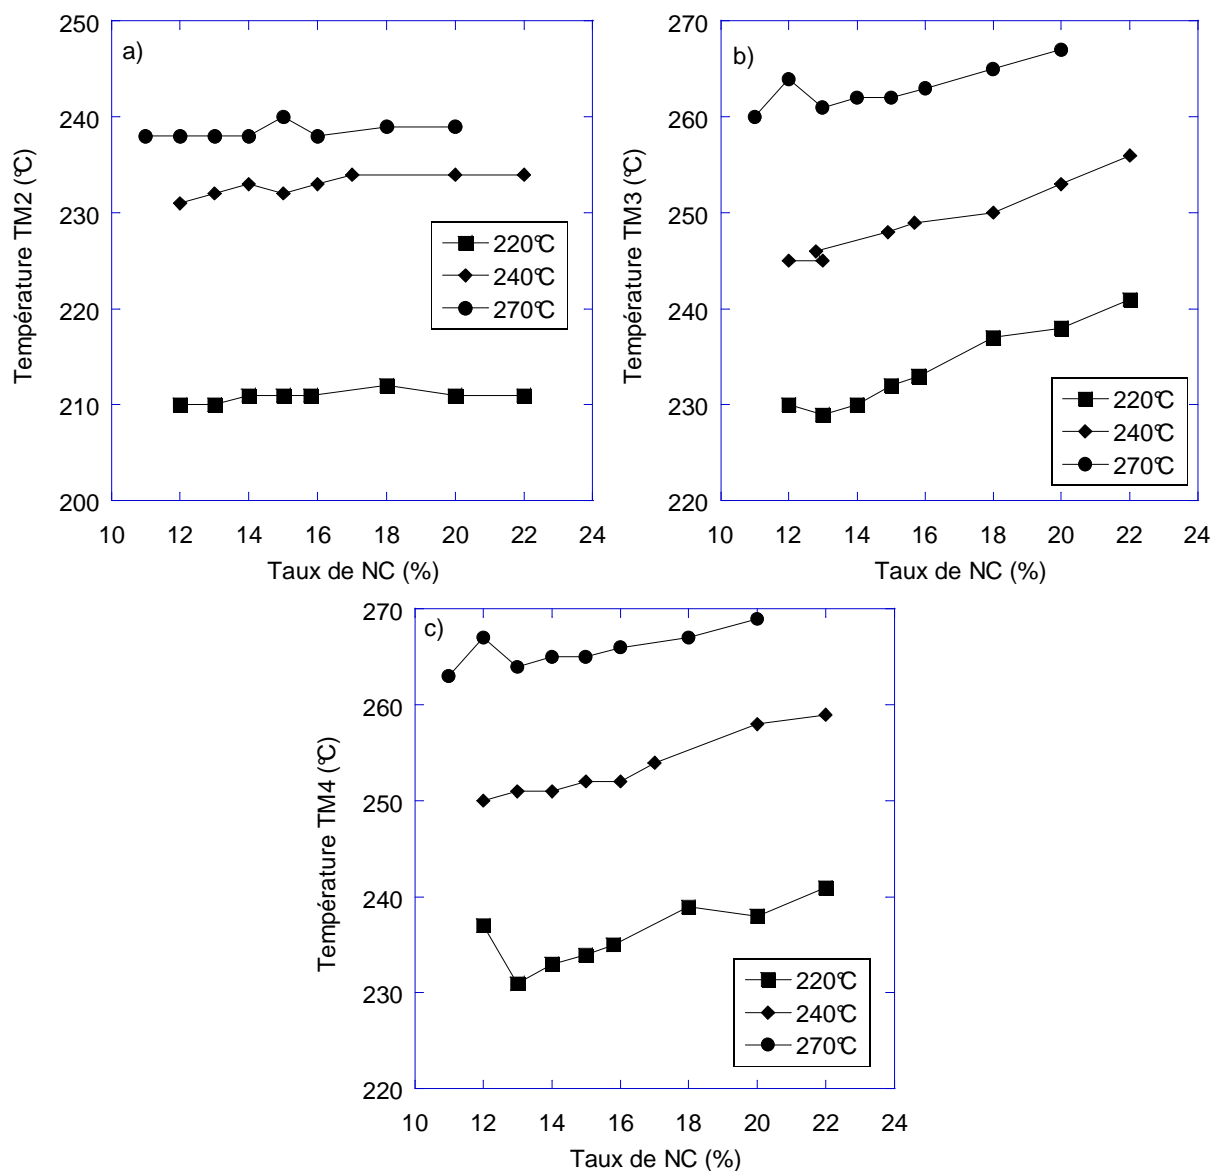 a)
250
240
230
220
210
200
Température TM2 (°C)
220°C
240°C
270°C
10 12 14 16 18 20 22 24
Taux de NC (%)
b)
270
260
250
240
230
220
Température TM3 (°C)
220°C
240°C
270°C
10 12 14 16 18 20 22 24
Taux de NC (%)
c)
270
260
250
240
230
220
Température TM4 (°C)
220°C
240°C
270°C
10 12 14 16 18 20 22 24
Taux de NC (%)